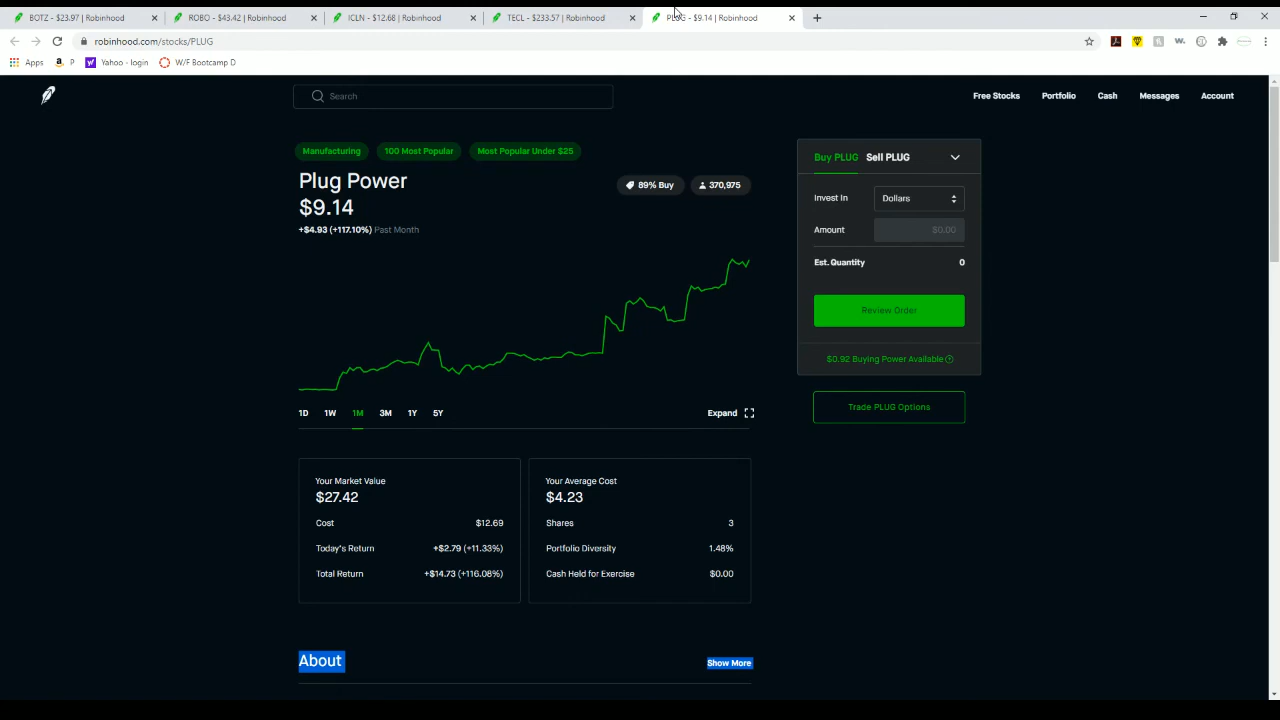 BOTZ - $23.97 | Robinhood
ROBO - $43.42 | Robinhood
ICLN - $12.68 | Robinhood
TECL - $233.57 | Robinhood
PLUG - $9.14 | Robinhood
robinhood.com/stocks/PLUG
Apps
P
Yahoo - login
W/F Bootcamp D
Search
Free Stocks
Portfolio
Cash
Messages
Account
Manufacturing
100 Most Popular
Most Popular Under $25
Plug Power
$9.14
+$4.93 (+117.10%) Past Month
89% Buy
370,975
1D
1W
1M
3M
1Y
5Y
Expand
Your Market Value
$27.42
Cost $12.69
Today's Return +$2.79 (+11.33%)
Total Return +$14.73 (+116.08%)
Your Average Cost
$4.23
Shares 3
Portfolio Diversity 1.48%
Cash Held for Exercise $0.00
About
Show More
Buy PLUG
Sell PLUG
Invest In Dollars
Amount $0.00
Est. Quantity 0
Review Order
$0.92 Buying Power Available
Trade PLUG Options